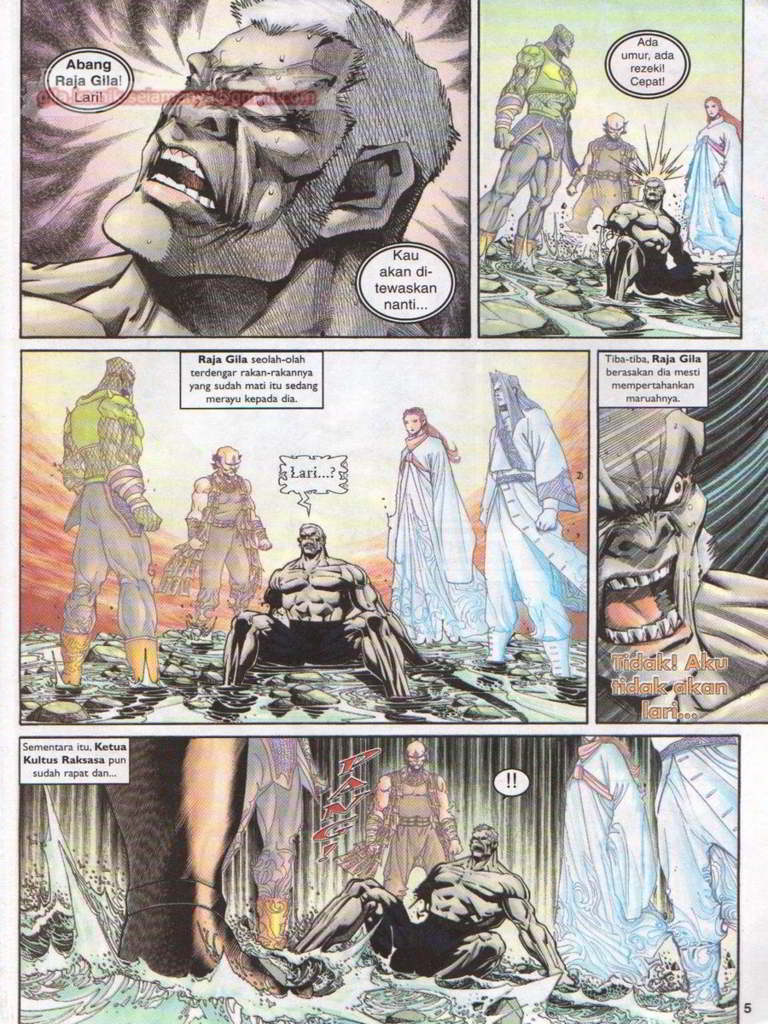 Abang
Raja Gila!
Lari!
Kau
akan di-
tewaskan
nanti...
Ada
umur, ada
rezeki!
Cepat!
Raja Gila seolah-olah
terdengar rakan-rakannya
yang sudah mati itu sedang
merayu kepada dia.
Lari...?
Tiba-tiba, Raja Gila
berasakan dia mesti
mempertahankan
maruahnya.
Tidak! Aku
tidak akan
lari...
Sementara itu, Ketua
Kultus Raksasa pun
sudah rapat dan...
PANG!
!!
5